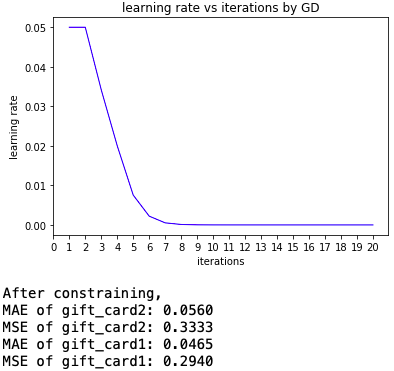 learning rate vs iterations by GD
0.05
0.04
0.03
0.02
0.01
0.00
learning rate
0 1 2 3 4 5 6 7 8 9 10 11 12 13 14 15 16 17 18 19 20
iterations
After constraining,
MAE of gift_card2: 0.0560
MSE of gift_card2: 0.3333
MAE of gift_card1: 0.0465
MSE of gift_card1: 0.2940